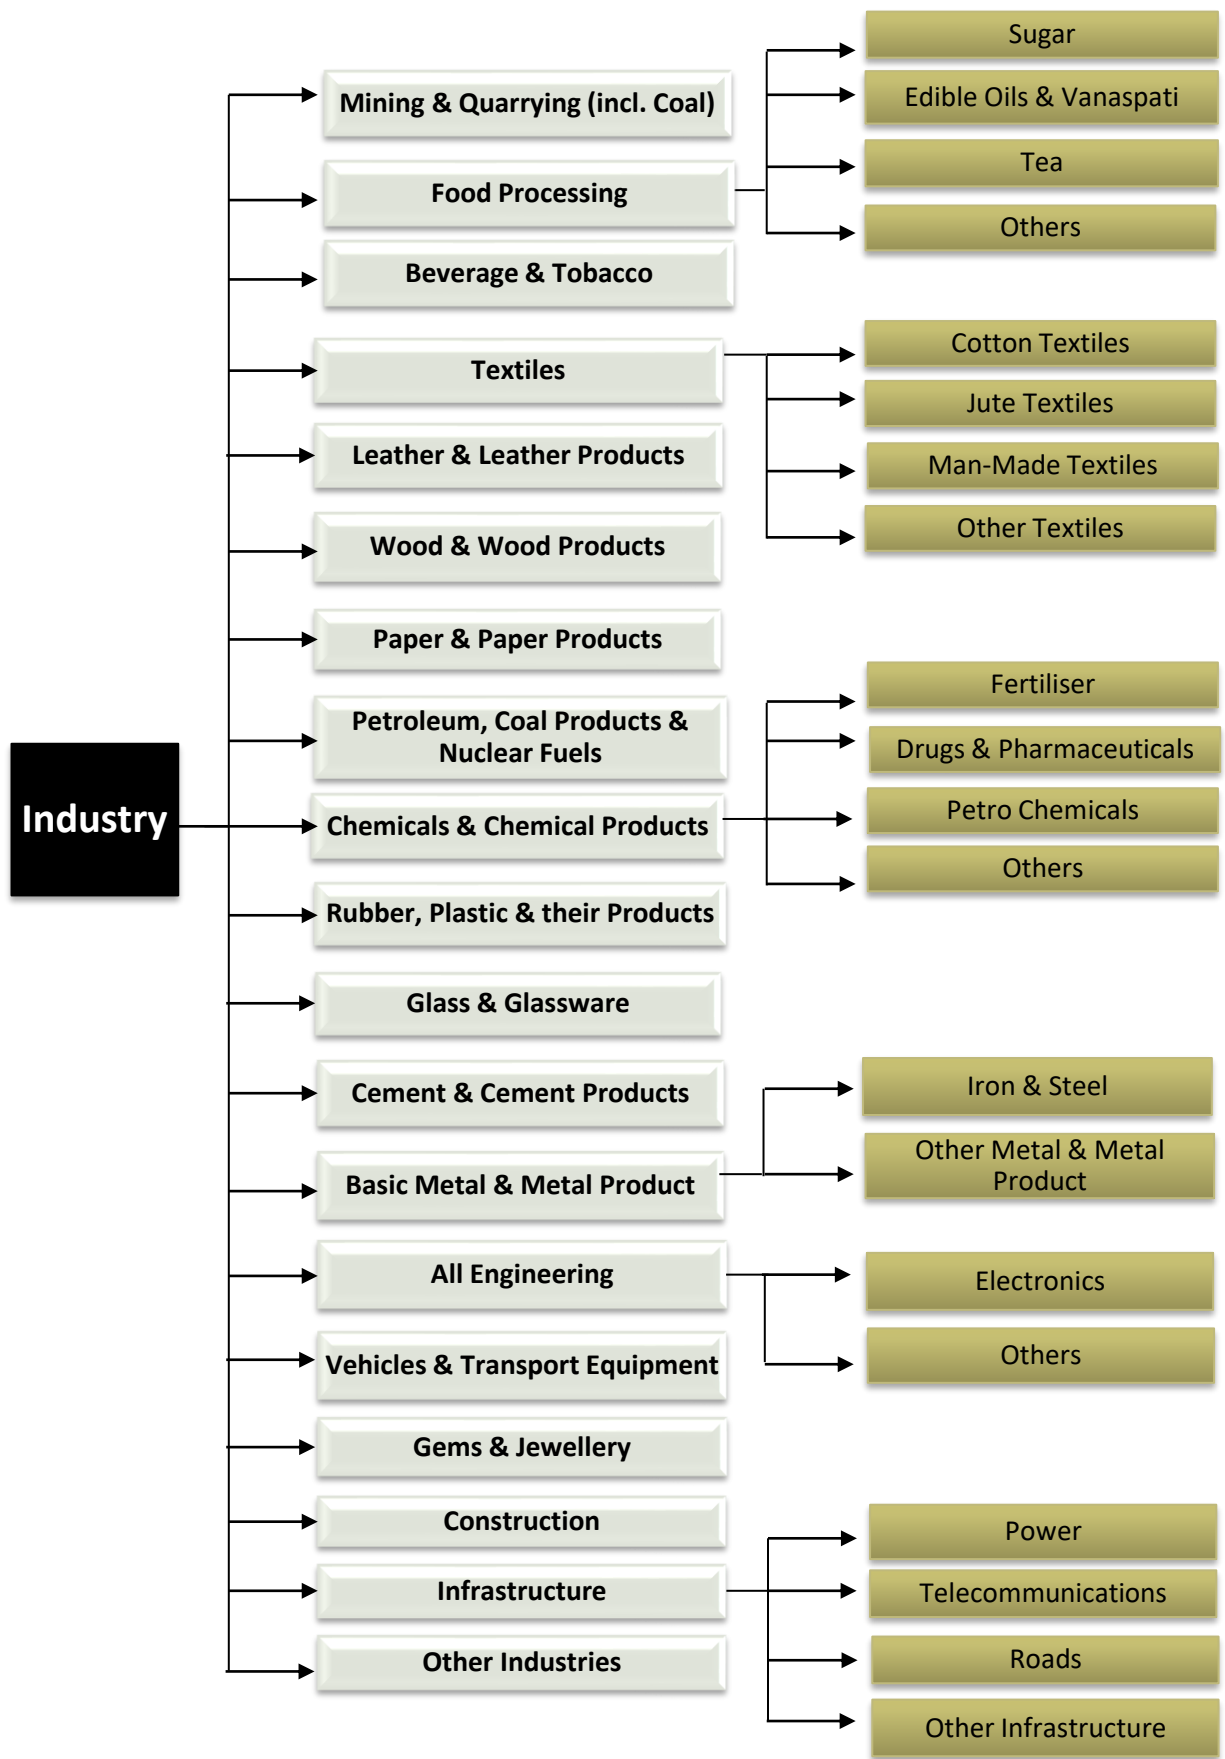 Industry
Mining & Quarrying (incl. Coal)
Food Processing
Sugar
Edible Oils & Vanaspati
Tea
Others
Beverage & Tobacco
Textiles
Cotton Textiles
Jute Textiles
Man-Made Textiles
Other Textiles
Leather & Leather Products
Wood & Wood Products
Paper & Paper Products
Petroleum, Coal Products &
Nuclear Fuels
Chemicals & Chemical Products
Fertiliser
Drugs & Pharmaceuticals
Petro Chemicals
Others
Rubber, Plastic & their Products
Glass & Glassware
Cement & Cement Products
Basic Metal & Metal Product
Iron & Steel
Other Metal & Metal
Product
All Engineering
Electronics
Others
Vehicles & Transport Equipment
Gems & Jewellery
Construction
Infrastructure
Power
Telecommunications
Roads
Other Infrastructure
Other Industries